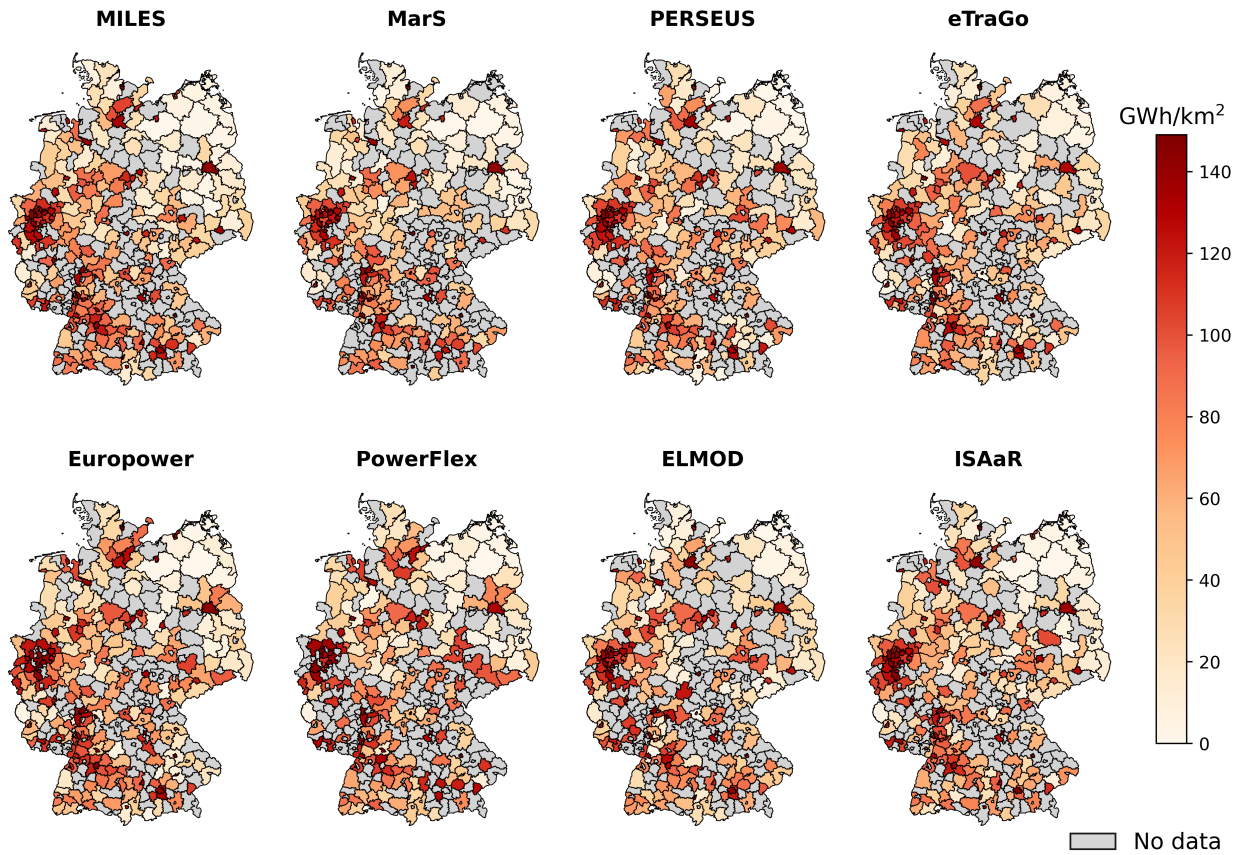 MILES
MarS
PERSEUS
eTraGo
GWh/km²
140
120
100
80
60
40
20
0
Europower
PowerFlex
ELMOD
ISAaR
No data